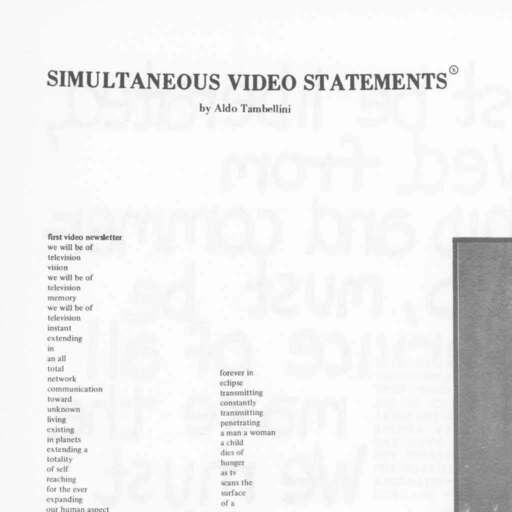 SIMULTANEOUS VIDEO STATEMENTS®
by Aldo Tambellini
first video newsletter
we will be of
television
vision
we will be of
television
memory
we will be of
television
instant
extending
in
an all
total
network
communication
toward
unknown
living
existing
in planets
extending a
totality
of self
reaching
for the ever
expanding
our human aspect
forever in
eclipse
transmitting
constantly
transmitting
penetrating
a man a woman
a child
dies of
hunger
as tv
scans the
surface
of a